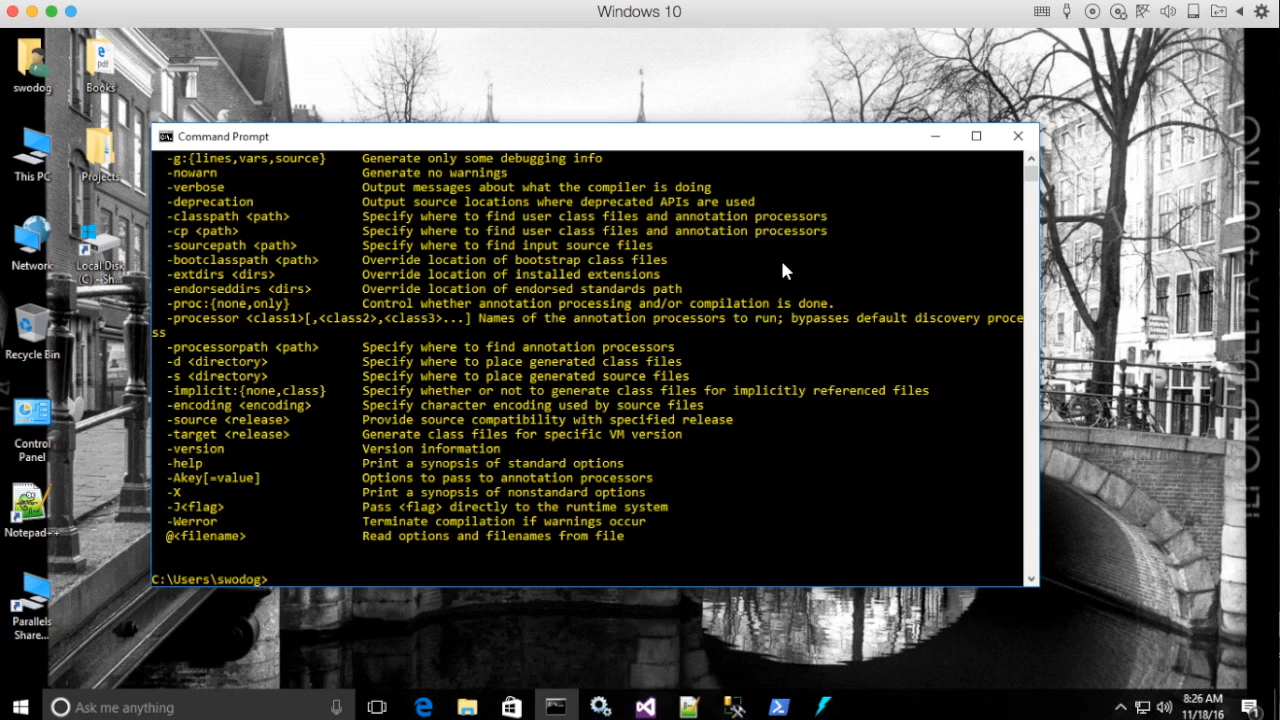 Windows 10
swodog
Books
pdf
This PC
Projects
Network
Local Disk
(C) - Sh...
Recycle Bin
Control
Panel
Notepad++
Parallels
Share...
Command Prompt
-g:{lines,vars,source} Generate only some debugging info
-nowarn Generate no warnings
-verbose Output messages about what the compiler is doing
-deprecation Output source locations where deprecated APIs are used
-classpath <path> Specify where to find user class files and annotation processors
-cp <path> Specify where to find user class files and annotation processors
-sourcepath <path> Specify where to find input source files
-bootclasspath <path> Override location of bootstrap class files
-extdirs <dirs> Override location of installed extensions
-endorseddirs <dirs> Override location of endorsed standards path
-proc:{none,only} Control whether annotation processing and/or compilation is done.
-processor <class1>[,<class2>,<class3>...] Names of the annotation processors to run; bypasses default discovery proce
ss
-processorpath <path> Specify where to find annotation processors
-d <directory> Specify where to place generated class files
-s <directory> Specify where to place generated source files
-implicit:{none,class} Specify whether or not to generate class files for implicitly referenced files
-encoding <encoding> Specify character encoding used by source files
-source <release> Provide source compatibility with specified release
-target <release> Generate class files for specific VM version
-version Version information
-help Print a synopsis of standard options
-Akey[=value] Options to pass to annotation processors
-X Print a synopsis of nonstandard options
-J<flag> Pass <flag> directly to the runtime system
-Werror Terminate compilation if warnings occur
@<filename> Read options and filenames from file
C:\Users\swodog>
DELTA 400 PRO
Ask me anything
8:26 AM
11/18/16